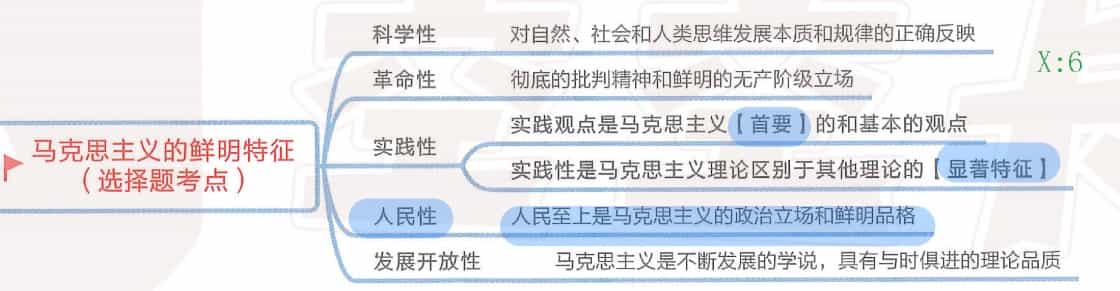 科学性 对自然、社会和人类思维发展本质和规律的正确反映
X:6
革命性 彻底的批判精神和鲜明的无产阶级立场
实践观点是马克思主义【首要】的和基本的观点
实践性
马克思主义的鲜明特征
(选择题考点)
实践性是马克思主义理论区别于其他理论的【显著特征】
人民性 人民至上是马克思主义的政治立场和鲜明品格
发展开放性 马克思主义是不断发展的学说,具有与时俱进的理论品质